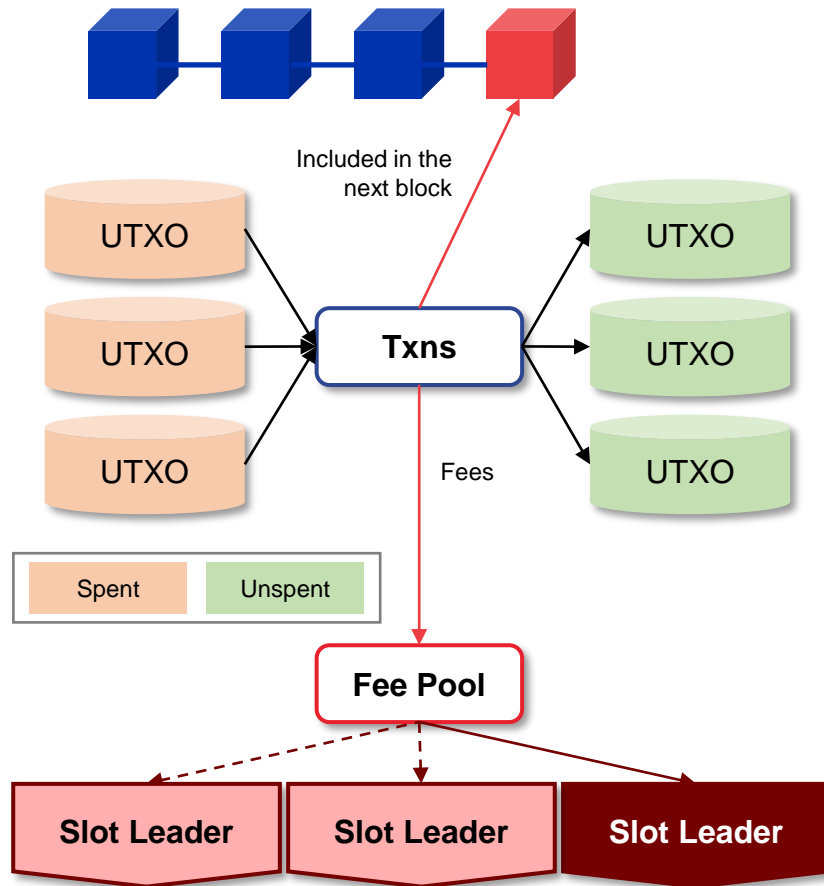 Included in the
next block
UTXO
UTXO
UTXO
Txns
UTXO
UTXO
UTXO
Fees
Spent
Unspent
Fee Pool
Slot Leader
Slot Leader
Slot Leader